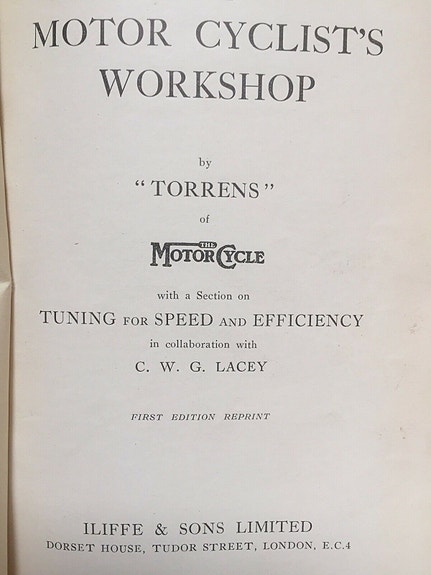 MOTOR CYCLIST'S
WORKSHOP
by
"TORRENS"
of
THE
MOTOR CYCLE
with a Section on
TUNING FOR SPEED AND EFFICIENCY
in collaboration with
C. W. G. LACEY
FIRST EDITION REPRINT
ILIFFE & SONS LIMITED
DORSET HOUSE, TUDOR STREET, LONDON, E.C.4